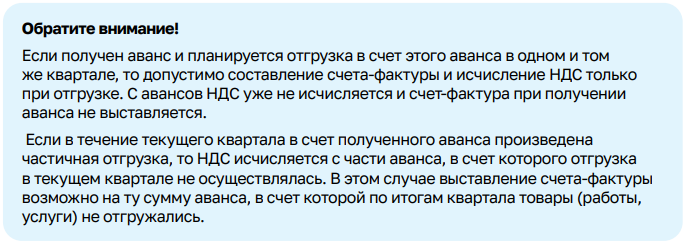 Обратите внимание!
Если получен аванс и планируется отгрузка в счет этого аванса в одном и том
же квартале, то допустимо составление счета-фактуры и исчисление НДС только
при отгрузке. С авансов НДС уже не исчисляется и счет-фактура при получении
аванса не выставляется.
Если в течение текущего квартала в счет полученного аванса произведена
частичная отгрузка, то НДС исчисляется с части аванса, в счет которого отгрузка
в текущем квартале не осуществлялась. В этом случае выставление счета-фактуры
возможно на ту сумму аванса, в счет которой по итогам квартала товары (работы,
услуги) не отгружались.